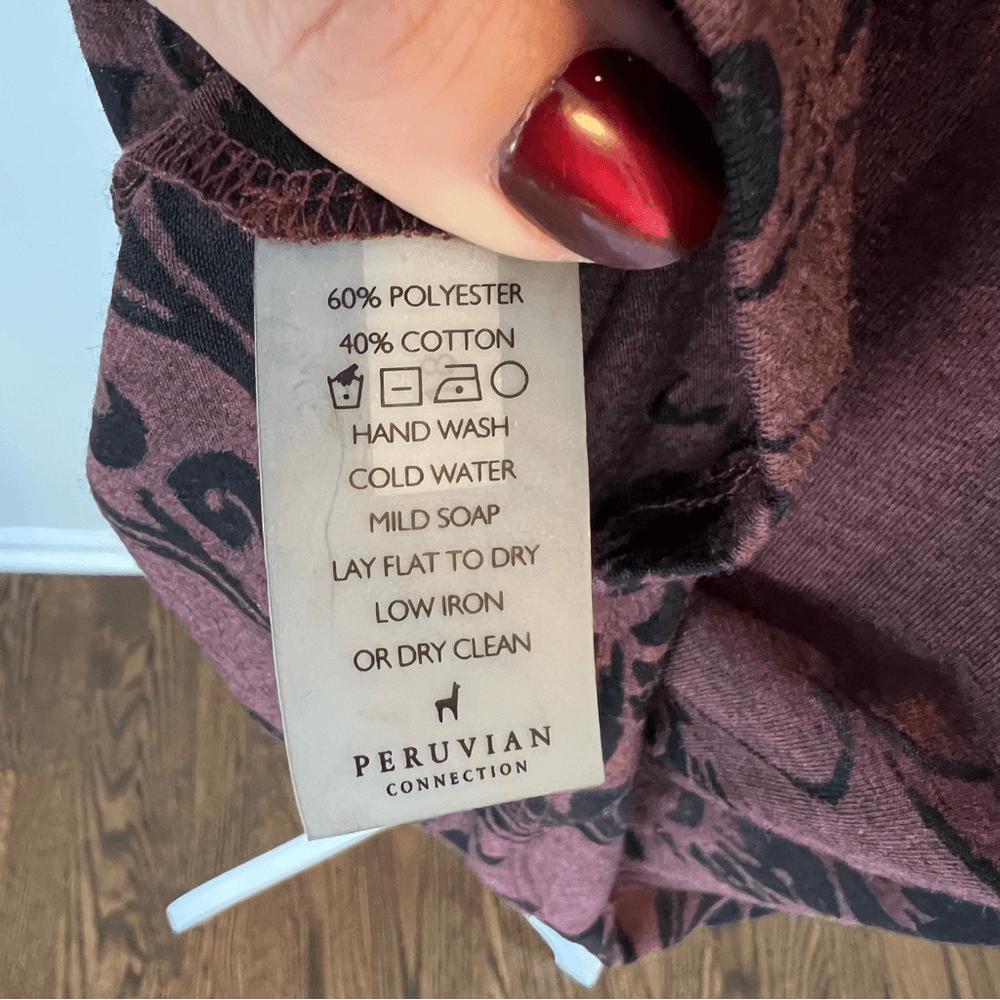 60% POLYESTER
40% COTTON
HAND WASH
COLD WATER
MILD SOAP
LAY FLAT TO DRY
LOW IRON
OR DRY CLEAN
PERUVIAN
CONNECTION